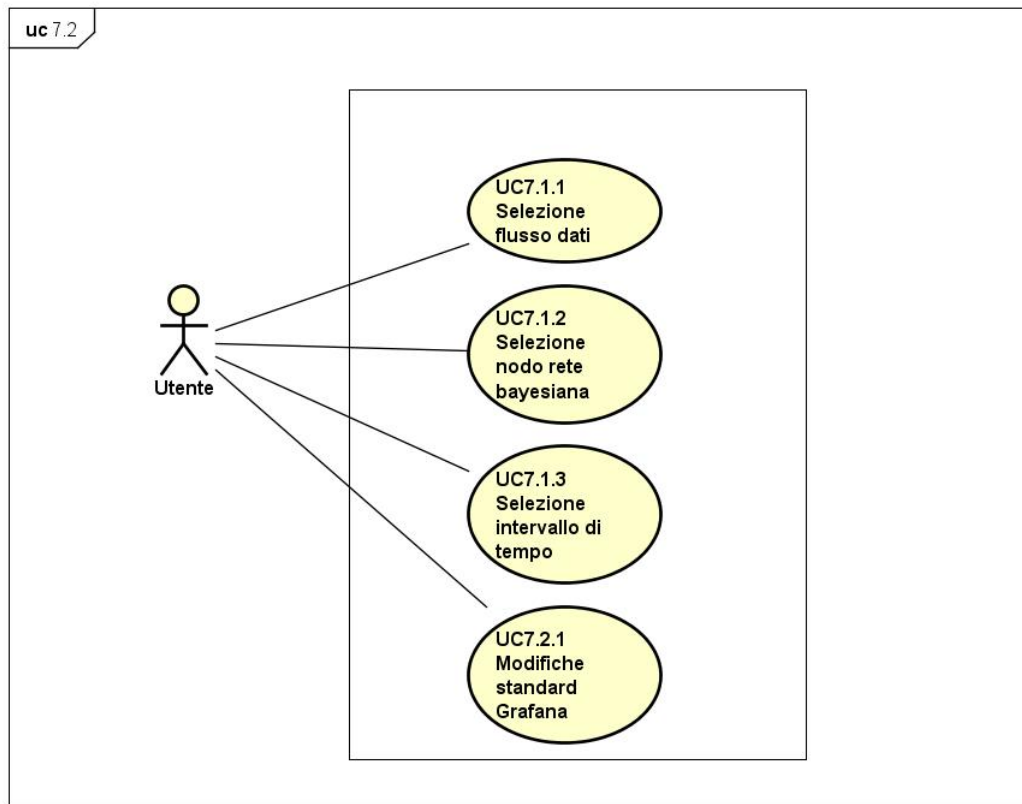 uc 7.2
UC7.1.1
Selezione
flusso dati
UC7.1.2
Selezione
nodo rete
bayesiana
Utente
UC7.1.3
Selezione
intervallo di
tempo
UC7.2.1
Modifiche
standard
Grafana